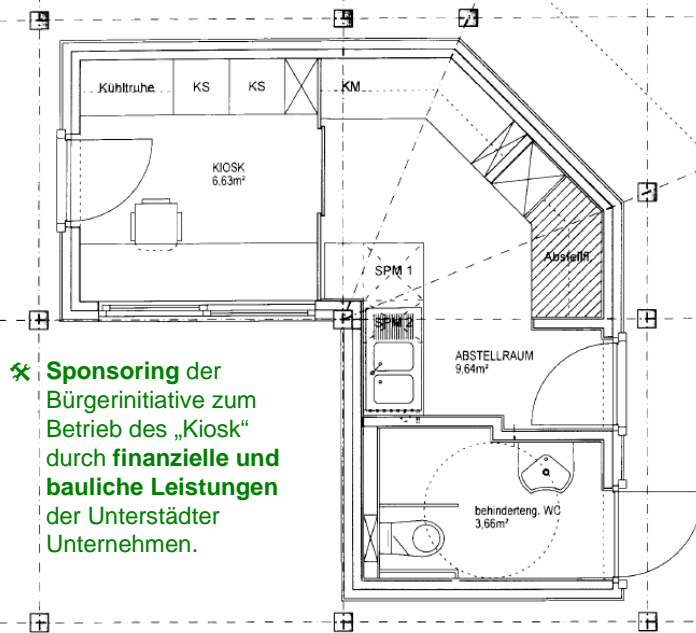 Kühltruhe
KS
KS
KM
KIOSK
6,63m²
Abstellfl.
SPM 1
SPM 2
ABSTELLRAUM
9,64m²
🛠 Sponsoring der
Bürgerinitiative zum
Betrieb des „Kiosk“
durch finanzielle und
bauliche Leistungen
der Unterstädter
Unternehmen.
behinderteng. WC
3,66m²